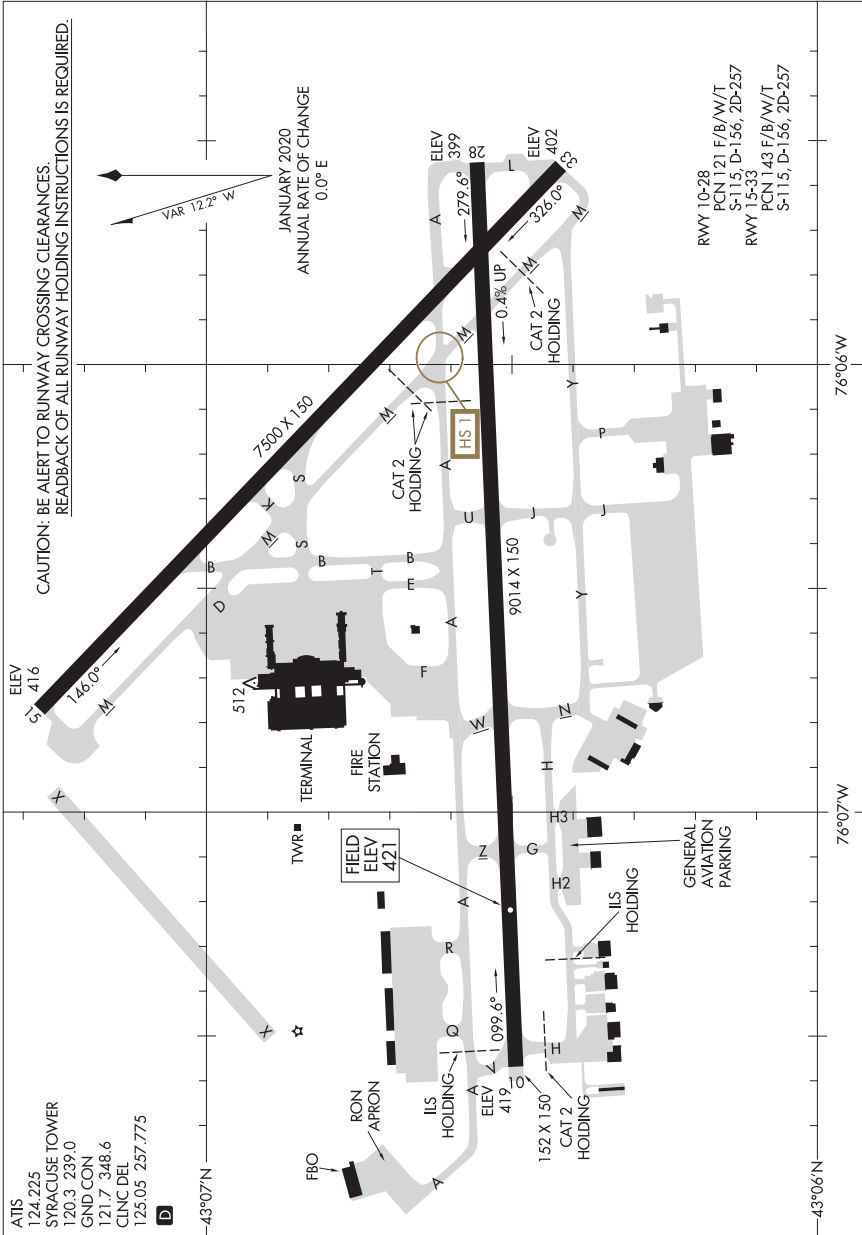 CAUTION: BE ALERT TO RUNWAY CROSSING CLEARANCES.
READBACK OF ALL RUNWAY HOLDING INSTRUCTIONS IS REQUIRED.
ATIS
124.225
SYRACUSE TOWER
120.3 239.0
GND CON
121.7 348.6
CLNC DEL
125.05 257.775
D
VAR 12.2° W
JANUARY 2020
ANNUAL RATE OF CHANGE
0.0° E
ELEV
416
15
146.0°
7500 X 150
X
X
M
D
B
K
M
S
S
B
T
B
E
M
M
512
TERMINAL
FIRE
STATION
TWR
FIELD
ELEV
421
F
A
A
A
U
HS 1
CAT 2
HOLDING
ELEV
399
28
279.6°
L
ELEV
402
33
326.0°
M
M
0.4% UP
CAT 2
HOLDING
9014 X 150
W
Z
A
R
Q
099.6°
V
A
A
10
ELEV
419
152 X 150
ILS
HOLDING
RON
APRON
FBO
CAT 2
HOLDING
H
H
H2
H3
G
N
J
J
Y
Y
P
ILS
HOLDING
GENERAL
AVIATION
PARKING
RWY 10-28
PCN 121 F/B/W/T
S-115, D-156, 2D-257
RWY 15-33
PCN 143 F/B/W/T
S-115, D-156, 2D-257
43°07'N
43°06'N
76°07'W
76°06'W